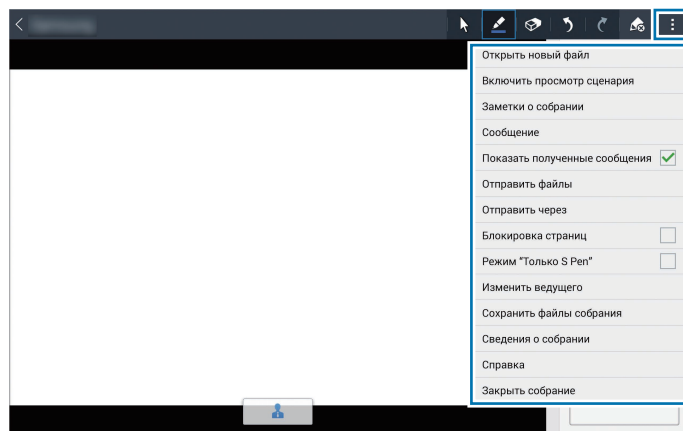 Открыть новый файл
Включить просмотр сценария
Заметки о собрании
Сообщение
Показать полученные сообщения
Отправить файлы
Отправить через
Блокировка страниц
Режим "Только S Pen"
Изменить ведущего
Сохранить файлы собрания
Сведения о собрании
Справка
Закрыть собрание